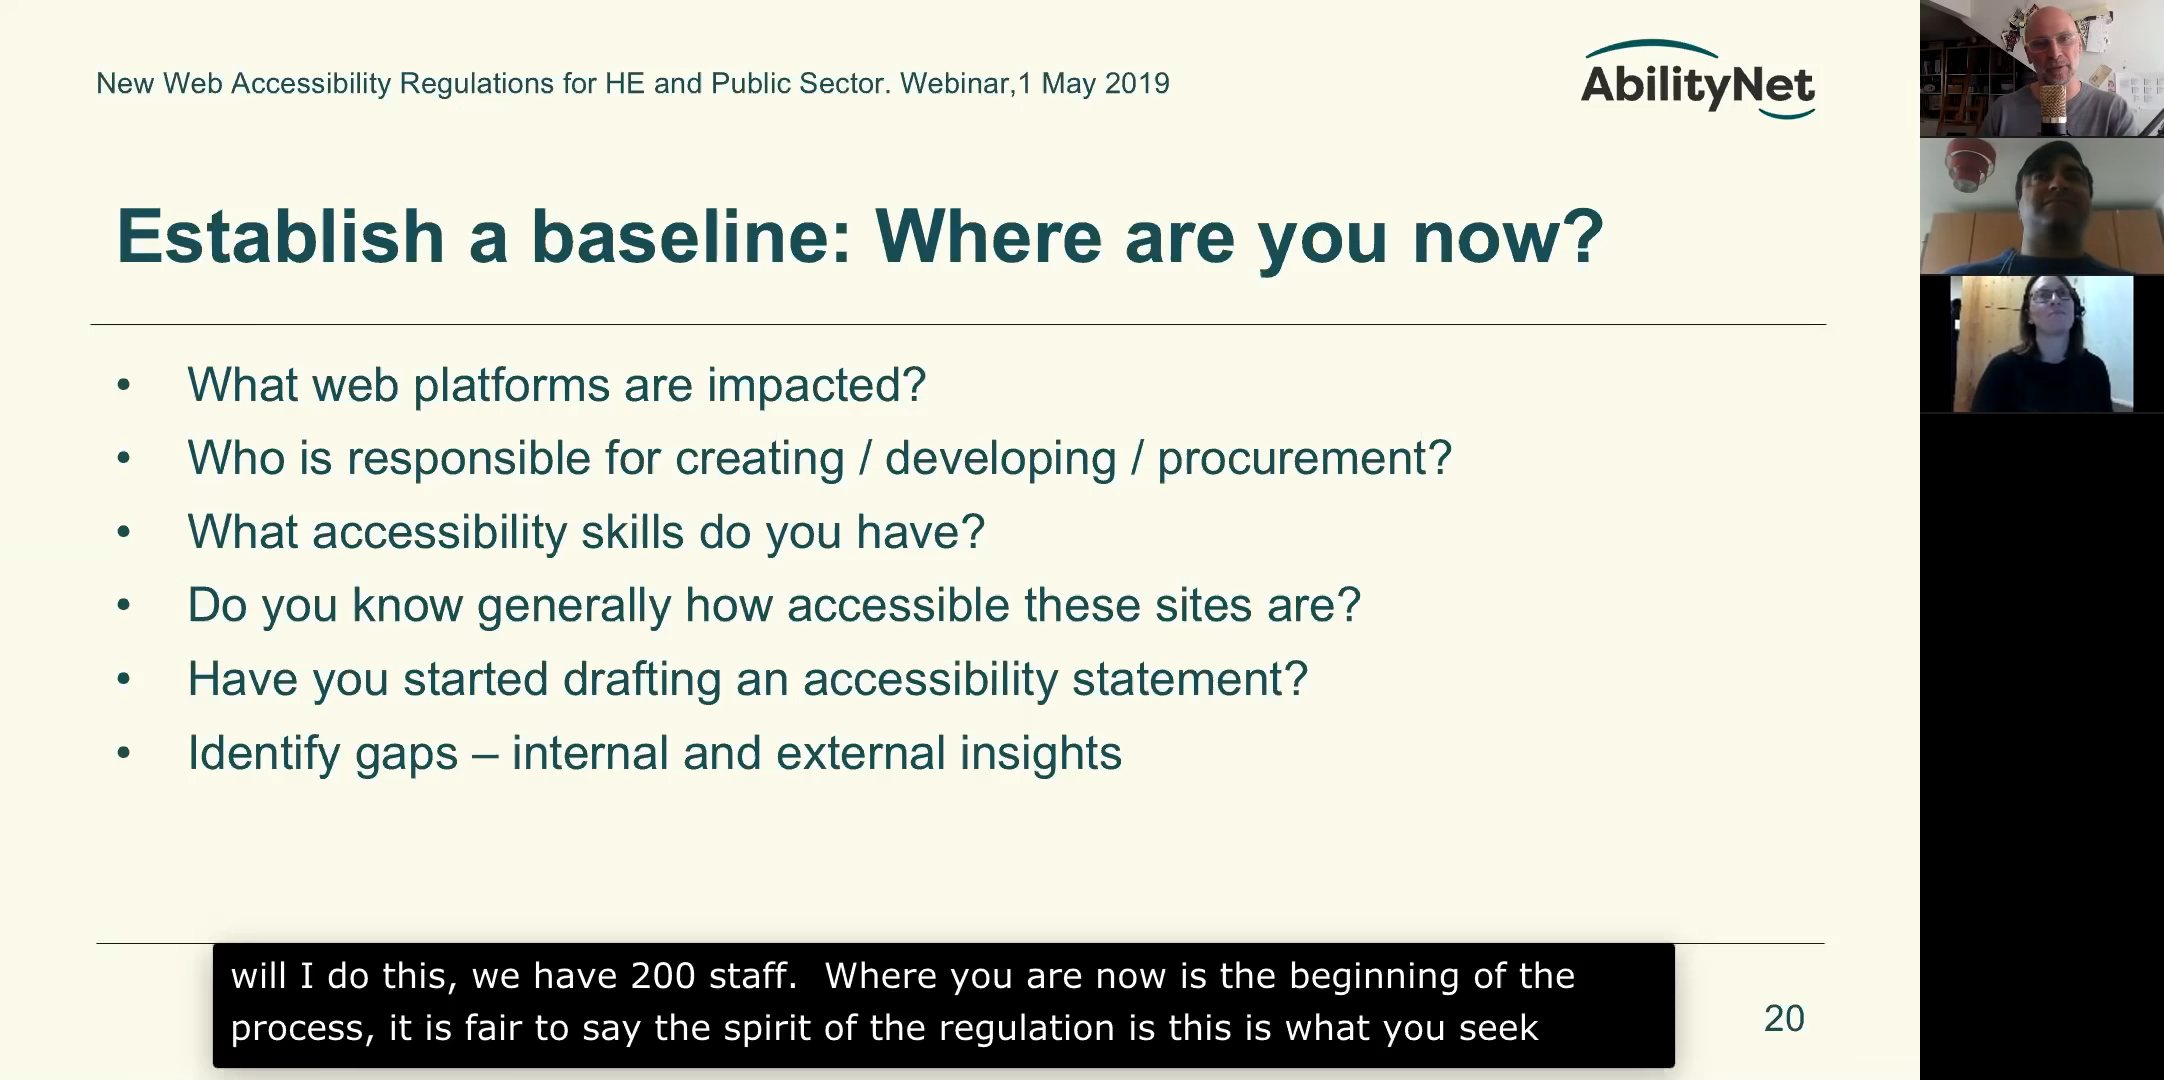 New Web Accessibility Regulations for HE and Public Sector. Webinar,1 May 2019
AbilityNet
Establish a baseline: Where are you now?
• What web platforms are impacted?
• Who is responsible for creating / developing / procurement?
• What accessibility skills do you have?
• Do you know generally how accessible these sites are?
• Have you started drafting an accessibility statement?
• Identify gaps – internal and external insights
will I do this, we have 200 staff.  Where you are now is the beginning of the
process, it is fair to say the spirit of the regulation is this is what you seek
20